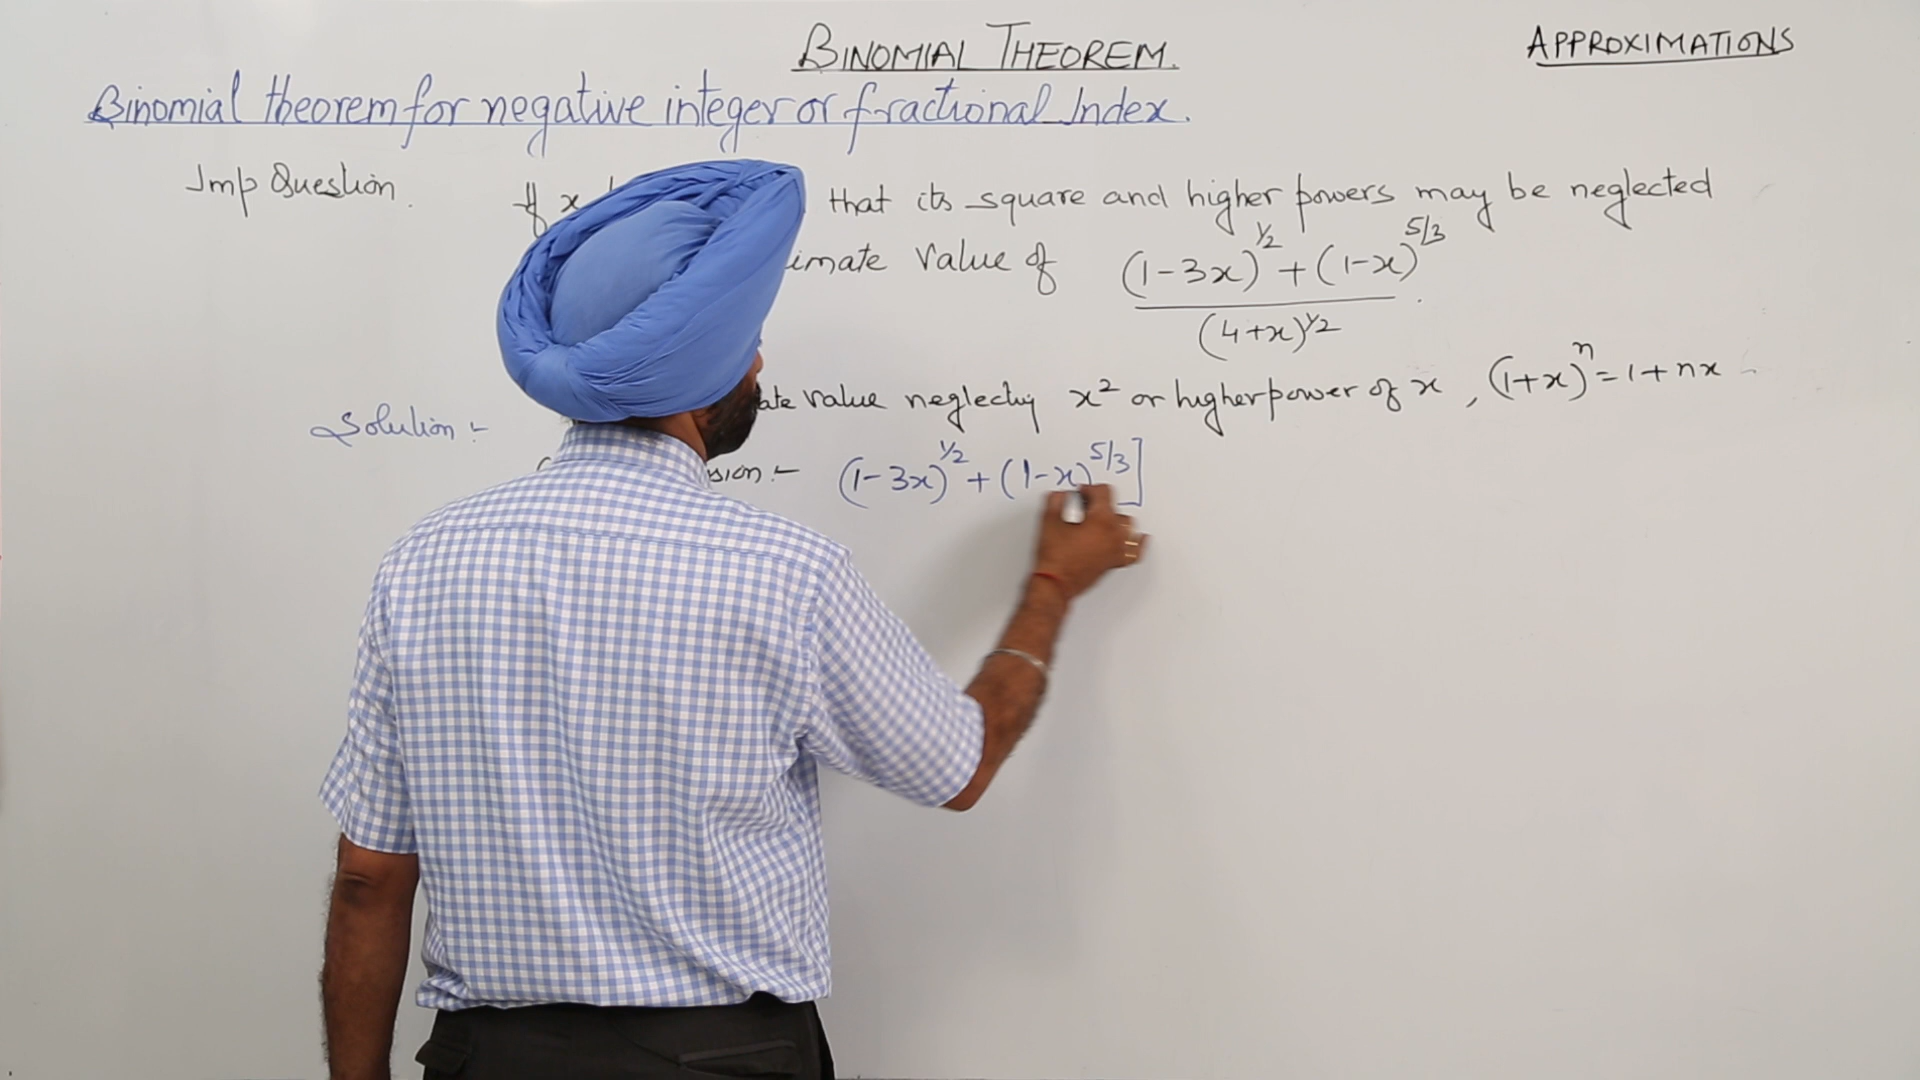 BINOMIAL THEOREM.
APPROXIMATIONS
Binomial theorem for negative integer or fractional Index.
Imp Question. If x that its square and higher powers may be neglected
imate value of ((1-3x)^1/2 + (1-x)^5/3) / (4+x)^1/2 .
Solution :- ate value neglectig x² or higher power of x , (1+x)^n = 1 + nx
sion :- (1-3x)^1/2 + (1-x)^5/3 ]